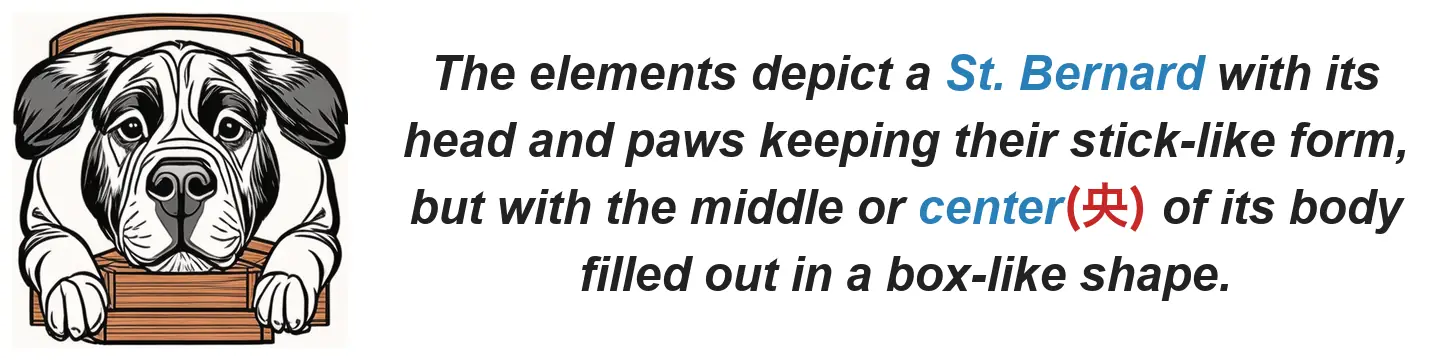 The elements depict a St. Bernard with its
head and paws keeping their stick-like form,
but with the middle or center(央) of its body
filled out in a box-like shape.